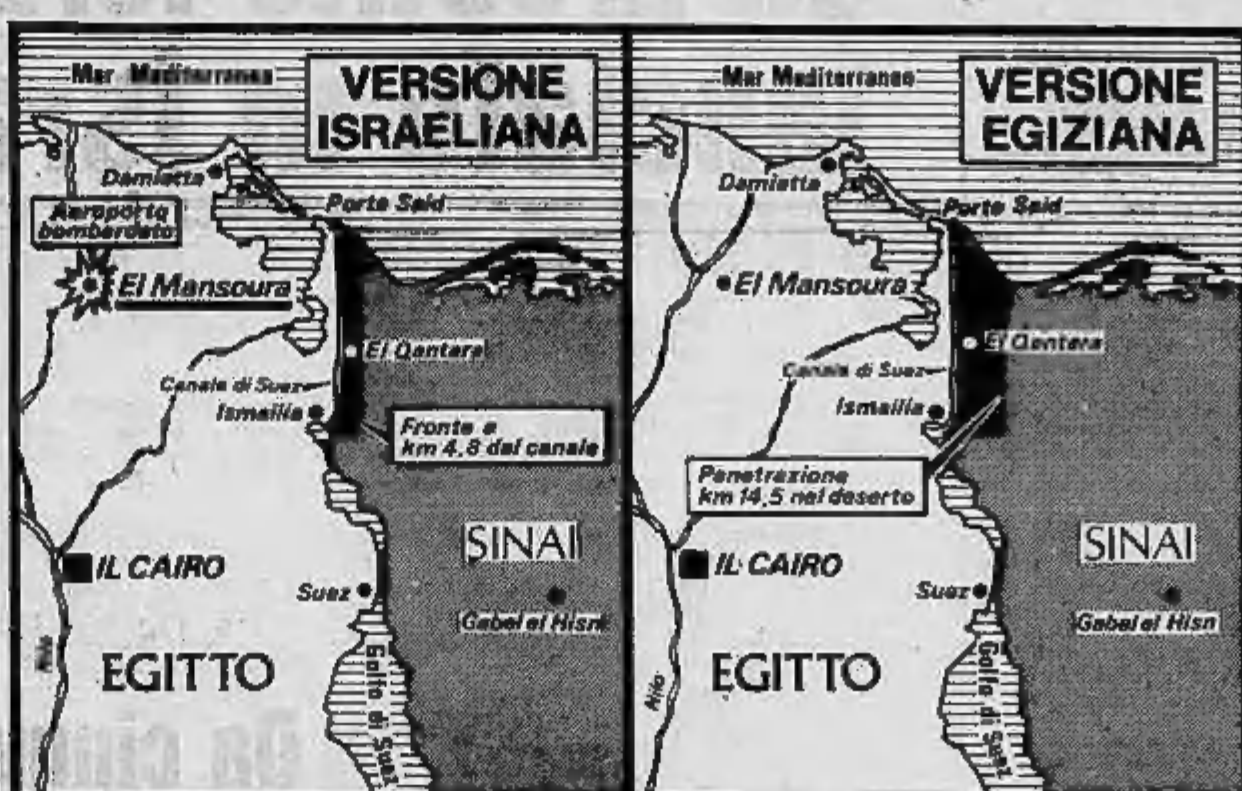 Mar Mediterraneo
VERSIONE
ISRAELIANA
Damiatta
Porto Said
Aeroporto
bombardato
El Mansoura
El Qantara
Canale di Suez
Ismailia
Fronte a
km 4,8 dal canale
SINAI
IL CAIRO
Suez
Gabel el Hisn
Nilo
EGITTO
Golfo di Suez
Mar Mediterraneo
VERSIONE
EGIZIANA
Damiatta
Porto Said
El Mansoura
El Qantara
Canale di Suez
Ismailia
Penetrazione
km 14,5 nel deserto
SINAI
IL CAIRO
Suez
Gabel el Hisn
Nilo
EGITTO
Golfo di Suez